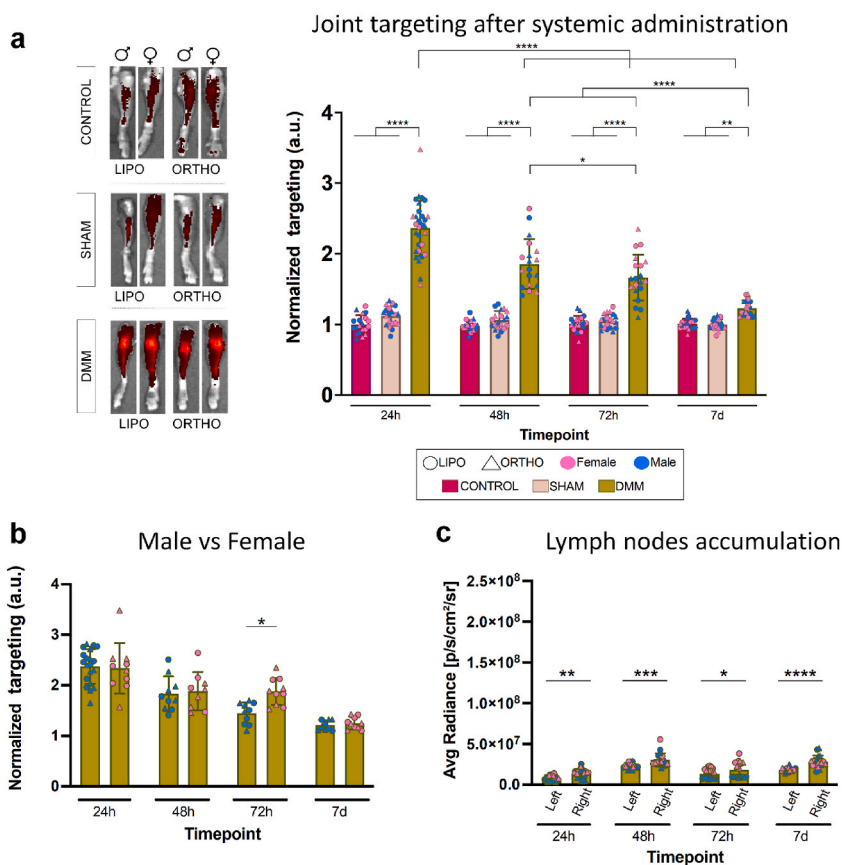 a
Joint targeting after systemic administration
♂ ♀ ♂ ♀
CONTROL
LIPO ORTHO
SHAM
LIPO ORTHO
DMM
LIPO ORTHO
****
****
**** **** **** **
*
Normalized targeting (a.u.)
4
3
2
1
0
24h 48h 72h 7d
Timepoint
LIPO ORTHO Female Male
CONTROL SHAM DMM
b
Male vs Female
Normalized targeting (a.u.)
4
3
2
1
0
*
24h 48h 72h 7d
Timepoint
c
Lymph nodes accumulation
Avg Radiance [p/s/cm²/sr]
2.5×10⁸
2.0×10⁸
1.5×10⁸
1.0×10⁸
5.0×10⁷
0.0
** *** * ****
Left Right Left Right Left Right Left Right
24h 48h 72h 7d
Timepoint